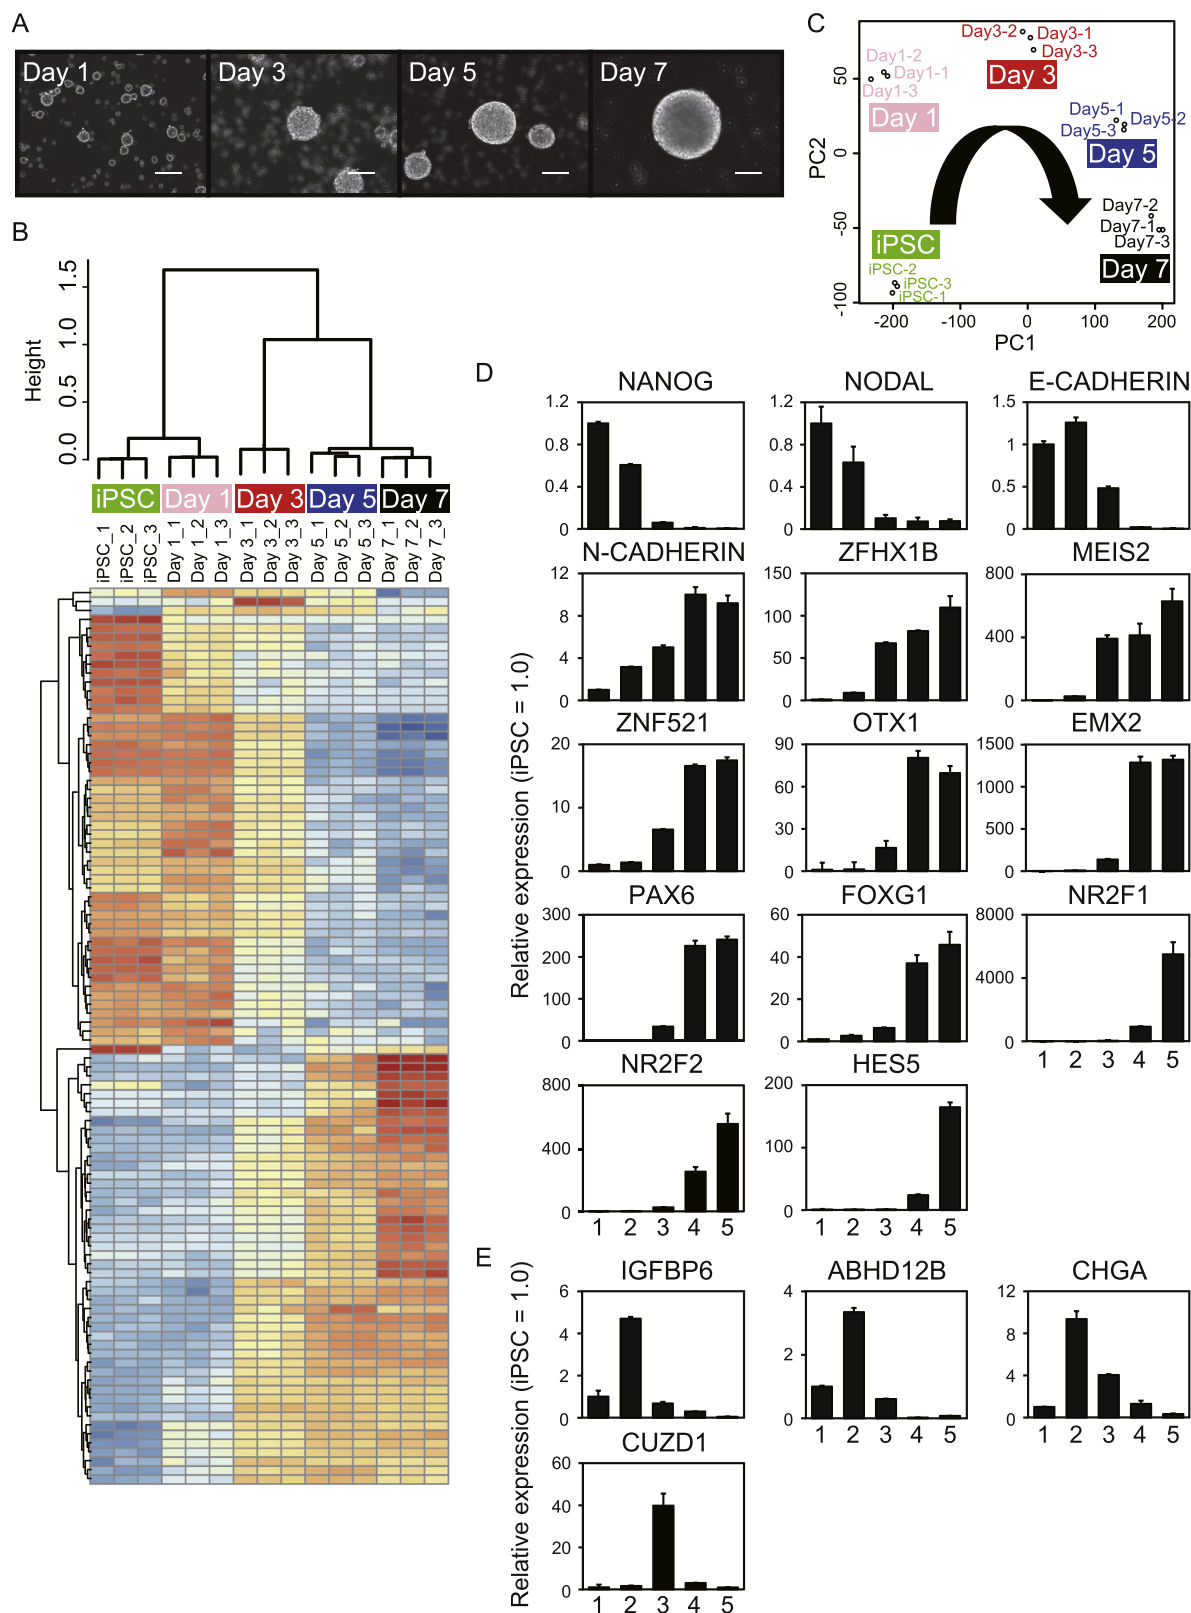 A
Day 1
Day 3
Day 5
Day 7
B
Height
0.0
0.5
1.0
1.5
iPSC
Day 1
Day 3
Day 5
Day 7
iPSC_1
iPSC_2
iPSC_3
Day 1_1
Day 1_2
Day 1_3
Day 3_1
Day 3_2
Day 3_3
Day 5_1
Day 5_2
Day 5_3
Day 7_1
Day 7_2
Day 7_3
C
PC2
50
0
-50
-100
Day1-2
Day1-1
Day1-3
Day 1
Day3-2
Day3-1
Day3-3
Day 3
Day5-1
Day5-2
Day5-3
Day 5
Day7-2
Day7-1
Day7-3
Day 7
iPSC
iPSC-2
iPSC-3
iPSC-1
-200
-100
0
100
200
PC1
D
Relative expression (iPSC = 1.0)
NANOG
1.2
0.8
0.4
0
NODAL
1.2
0.8
0.4
0
E-CADHERIN
1.5
1.0
0.5
0
N-CADHERIN
12
8
4
0
ZFHX1B
150
100
50
0
MEIS2
800
400
0
ZNF521
20
10
0
OTX1
90
60
30
0
EMX2
1500
1000
500
0
PAX6
300
200
100
0
FOXG1
60
40
20
0
NR2F1
8000
4000
0
1 2 3 4 5
NR2F2
800
400
0
1 2 3 4 5
HES5
200
100
0
1 2 3 4 5
E
Relative expression (iPSC = 1.0)
IGFBP6
6
4
2
0
ABHD12B
4
2
0
1 2 3 4 5
CHGA
12
8
4
0
1 2 3 4 5
CUZD1
60
40
20
0
1 2 3 4 5